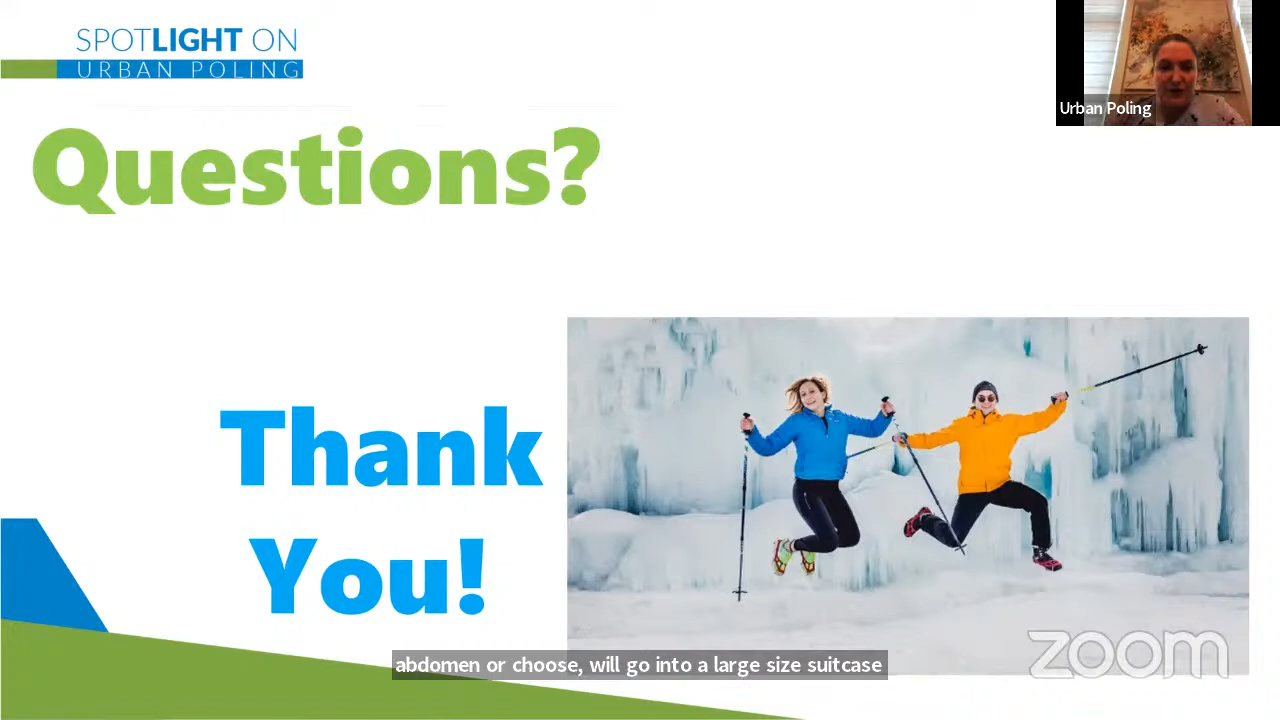 SPOTLIGHT ON
URBAN POLING
Urban Poling
Questions?
Thank
You!
abdomen or choose, will go into a large size suitcase
zoom